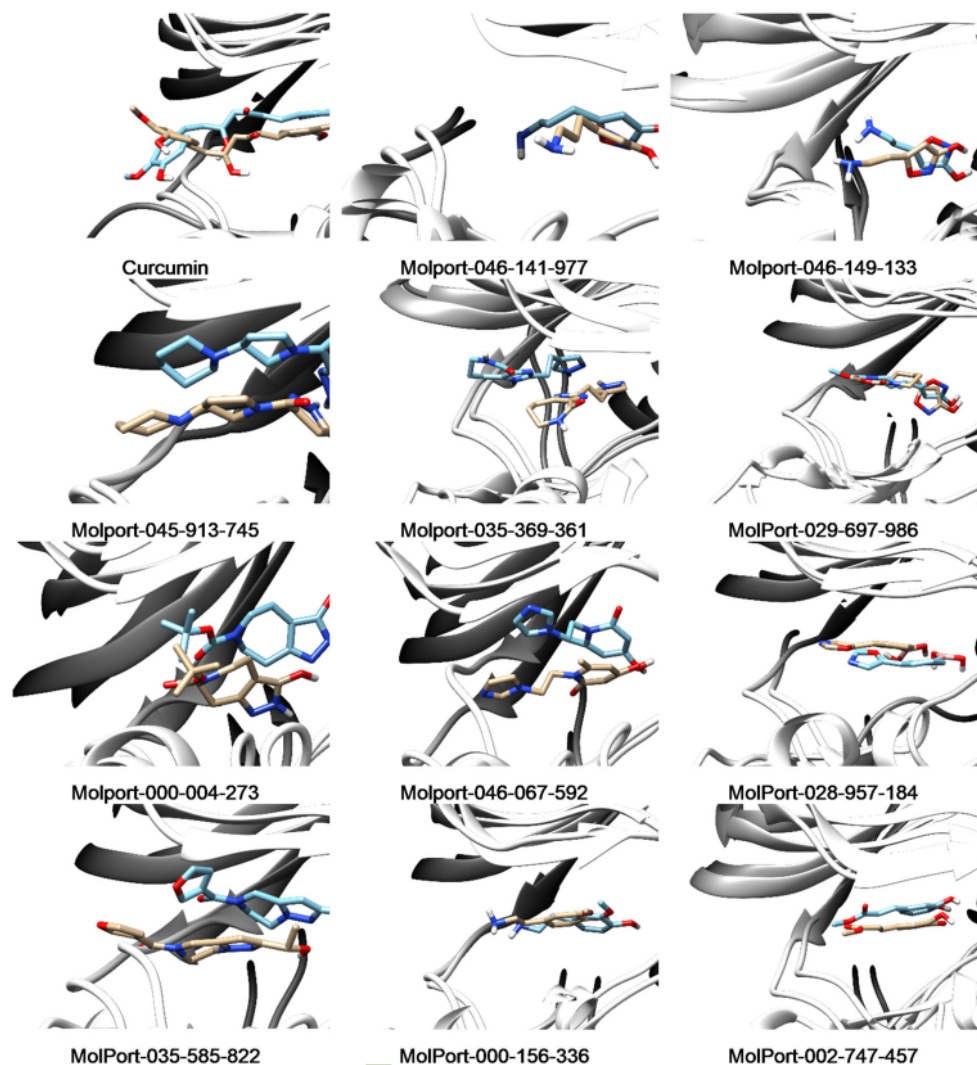 Curcumin
Molport-046-141-977
Molport-046-149-133
Molport-045-913-745
Molport-035-369-361
MolPort-029-697-986
Molport-000-004-273
Molport-046-067-592
MolPort-028-957-184
MolPort-035-585-822
MolPort-000-156-336
MolPort-002-747-457